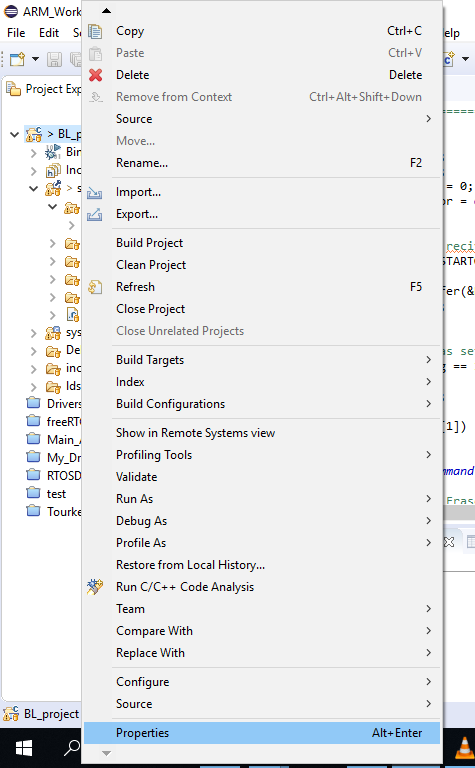 ARM_Work
File Ed
elp
Copy Ctrl+C
Paste Ctrl+V
Delete Delete
Remove from Context Ctrl+Alt+Shift+Down
Source
Move...
Rename... F2
Import...
Export...
Build Project
Clean Project
Refresh F5
Close Project
Close Unrelated Projects
Build Targets
Index
Build Configurations
Show in Remote Systems view
Profiling Tools
Validate
Run As
Debug As
Profile As
Restore from Local History...
Run C/C++ Code Analysis
Team
Compare With
Replace With
Configure
Source
Properties Alt+Enter
Project Exp
> BL_p
Bin
Inc
> s
sys
De
inc
lds
Drivers
freeRTO
Main_A
My_Dr
RTOSD
test
Tourke
BL_project
= 0;
or =
reci
START
fer(&
as se
g ==
[1])
mmand
Eras